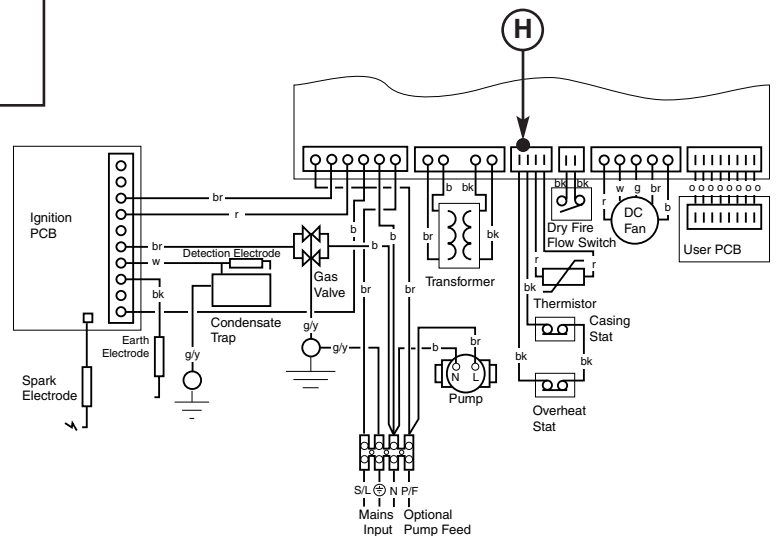 H
br
r
br
w
bk
Ignition
PCB
Detection Electrode
Gas
Valve
Condensate
Trap
Earth
Electrode
Spark
Electrode
g/y
g/y
g/y
b
b
b
br
br
b
bk
br
bk
Transformer
b
br
N L
Pump
bk bk
Dry Fire
Flow Switch
r
w g br
b
DC
Fan
o o o o o o o o
User PCB
r
r
Thermistor
bk
bk
bk
Casing
Stat
Overheat
Stat
S/L N P/F
Mains
Input
Optional
Pump Feed